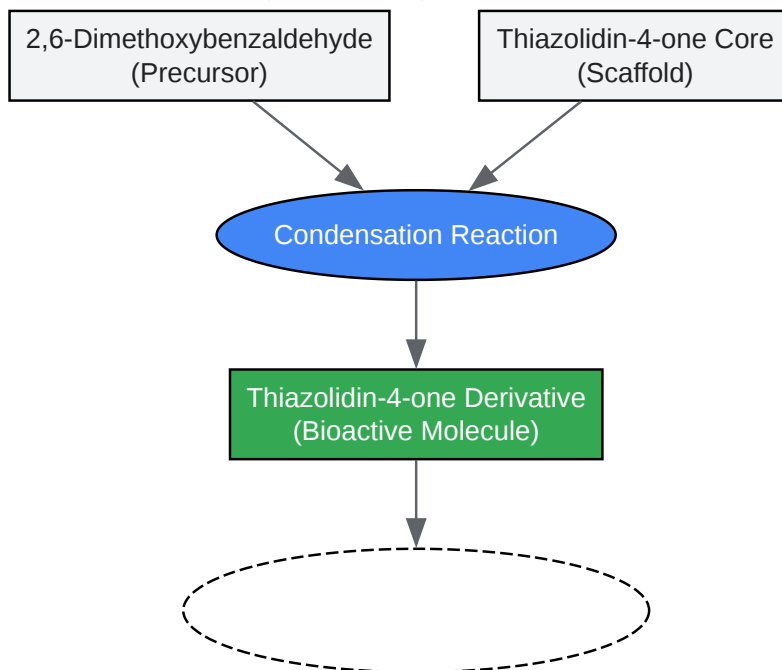 2,6-Dimethoxybenzaldehyde
(Precursor)
Thiazolidin-4-one Core
(Scaffold)
Condensation Reaction
Thiazolidin-4-one Derivative
(Bioactive Molecule)